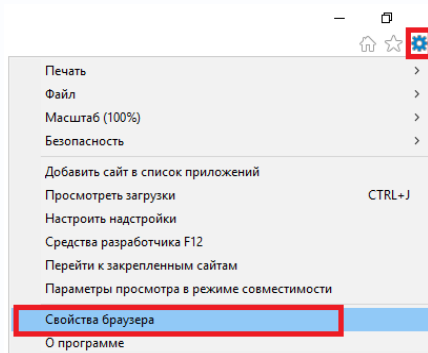 Печать
Файл
Масштаб (100%)
Безопасность
Добавить сайт в список приложений
Просмотреть загрузки CTRL+J
Настроить надстройки
Средства разработчика F12
Перейти к закрепленным сайтам
Параметры просмотра в режиме совместимости
Свойства браузера
О программе